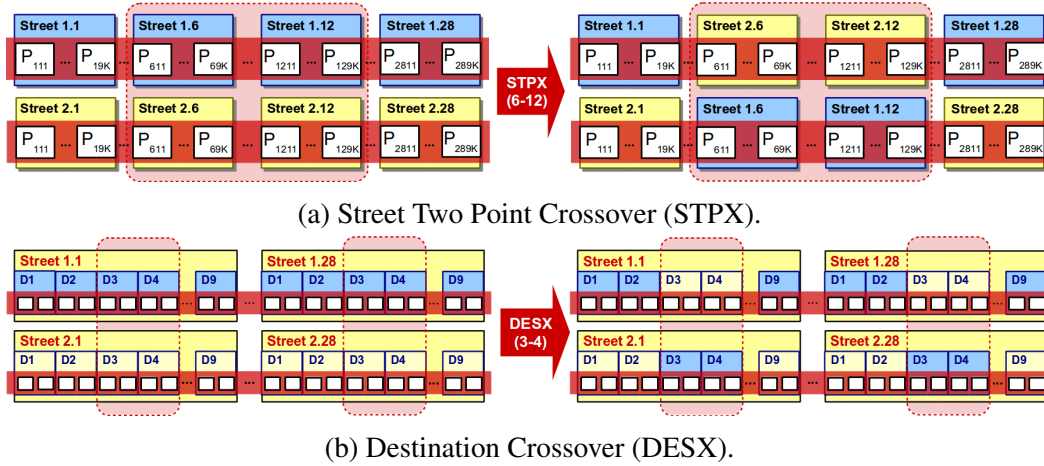 Street 1.1 Street 1.6 Street 1.12 Street 1.28 Street 1.1 Street 2.6 Street 2.12 Street 1.28
P111 ... P19K ... P611 ... P69K ... P1211 ... P129K ... P2811 ... P289K P111 ... P19K ... P611 ... P69K ... P1211 ... P129K ... P2811 ... P289K
STPX
(6-12)
Street 2.1 Street 2.6 Street 2.12 Street 2.28 Street 2.1 Street 1.6 Street 1.12 Street 2.28
P111 ... P19K ... P611 ... P69K ... P1211 ... P129K ... P2811 ... P289K P111 ... P19K ... P611 ... P69K ... P1211 ... P129K ... P2811 ... P289K
(a) Street Two Point Crossover (STPX).
Street 1.1 Street 1.28 Street 1.1 Street 1.28
D1 D2 D3 D4 D9 D1 D2 D3 D4 D9 D1 D2 D3 D4 D9 D1 D2 D3 D4 D9
... ... ... ... ... ...
DESX
(3-4)
Street 2.1 Street 2.28 Street 2.1 Street 2.28
D1 D2 D3 D4 D9 D1 D2 D3 D4 D9 D1 D2 D3 D4 D9 D1 D2 D3 D4 D9
... ... ... ... ... ...
(b) Destination Crossover (DESX).